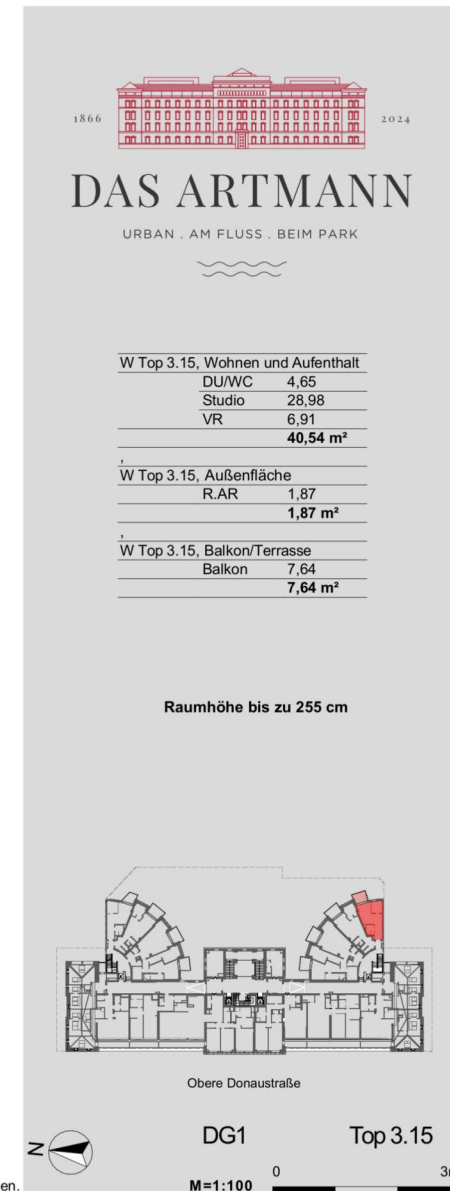 1866 2024
DAS ARTMANN
URBAN . AM FLUSS . BEIM PARK
W Top 3.15, Wohnen und Aufenthalt
DU/WC 4,65
Studio 28,98
VR 6,91
40,54 m²
,
W Top 3.15, Außenfläche
R.AR 1,87
1,87 m²
,
W Top 3.15, Balkon/Terrasse
Balkon 7,64
7,64 m²
Raumhöhe bis zu 255 cm
Obere Donaustraße
DG1 Top 3.15
N
0 3
en. M=1:100